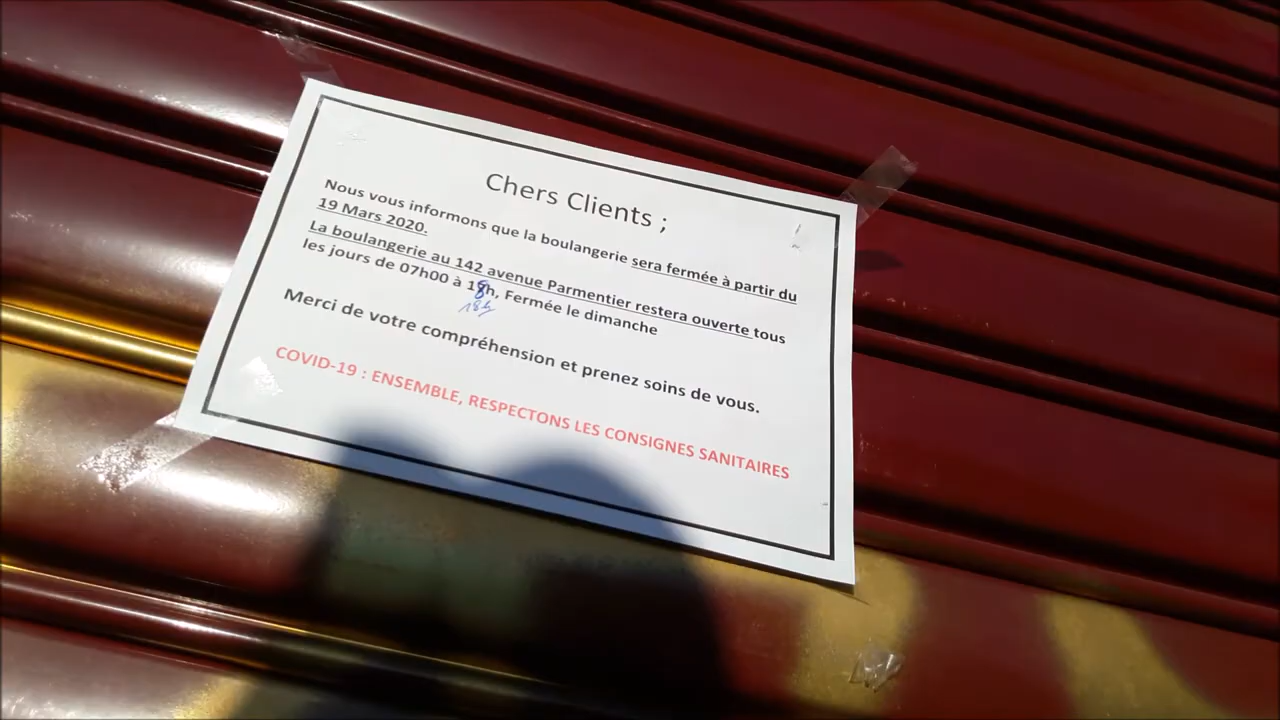 Chers Clients ;
Nous vous informons que la boulangerie sera fermée à partir du
19 Mars 2020.
La boulangerie au 142 avenue Parmentier restera ouverte tous
les jours de 07h00 à 18h, Fermée le dimanche
18h
Merci de votre compréhension et prenez soins de vous.
COVID-19 : ENSEMBLE, RESPECTONS LES CONSIGNES SANITAIRES